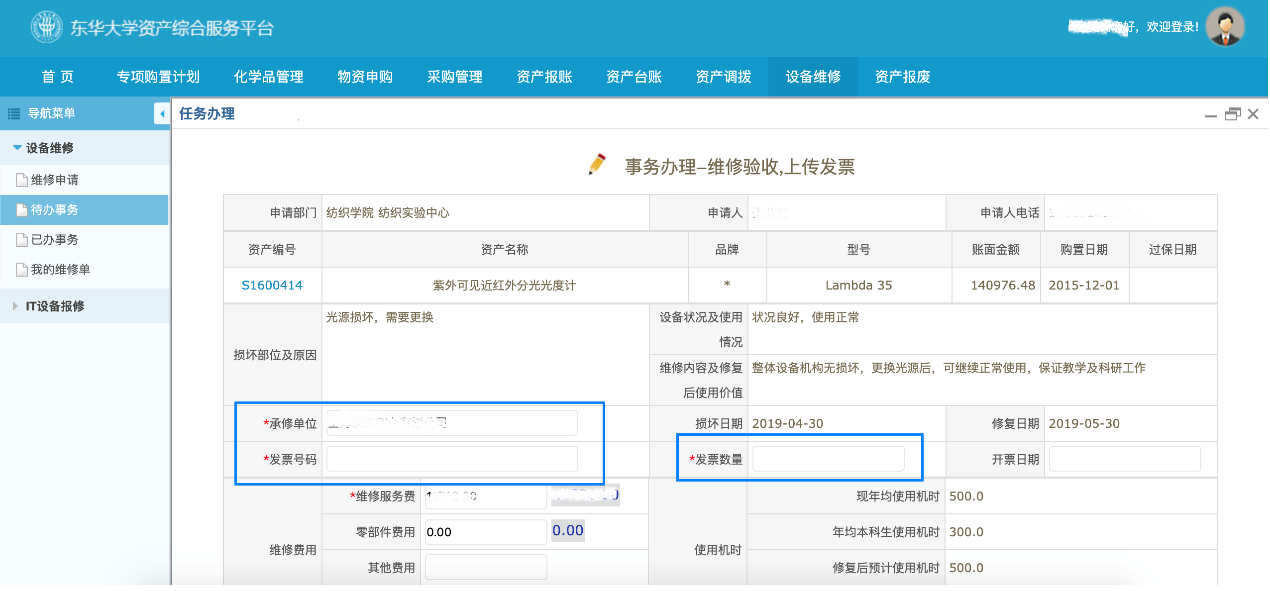 东华大学资产综合服务平台
好，欢迎登录!
首 页 专项购置计划 化学品管理 物资申购 采购管理 资产报账 资产台账 资产调拨 设备维修 资产报废
导航菜单
任务办理
设备维修
维修申请
待办事务
已办事务
我的维修单
IT设备报修
事务办理–维修验收,上传发票
申请部门 纺织学院 纺织实验中心 申请人 申请人电话
资产编号 资产名称 品牌 型号 账面金额 购置日期 过保日期
S1600414 紫外可见近红外分光光度计 * Lambda 35 140976.48 2015-12-01
损坏部位及原因 光源损坏，需要更换
设备状况及使用
情况
状况良好，使用正常
维修内容及修复
后使用价值
整体设备机构无损坏，更换光源后，可继续正常使用，保证教学及科研工作
*承修单位 损坏日期 2019-04-30 修复日期 2019-05-30
*发票号码 *发票数量 开票日期
维修费用
*维修服务费
零部件费用 0.00 0.00
其他费用
使用机时
现年均使用机时 500.0
年均本科生使用机时 300.0
修复后预计使用机时 500.0